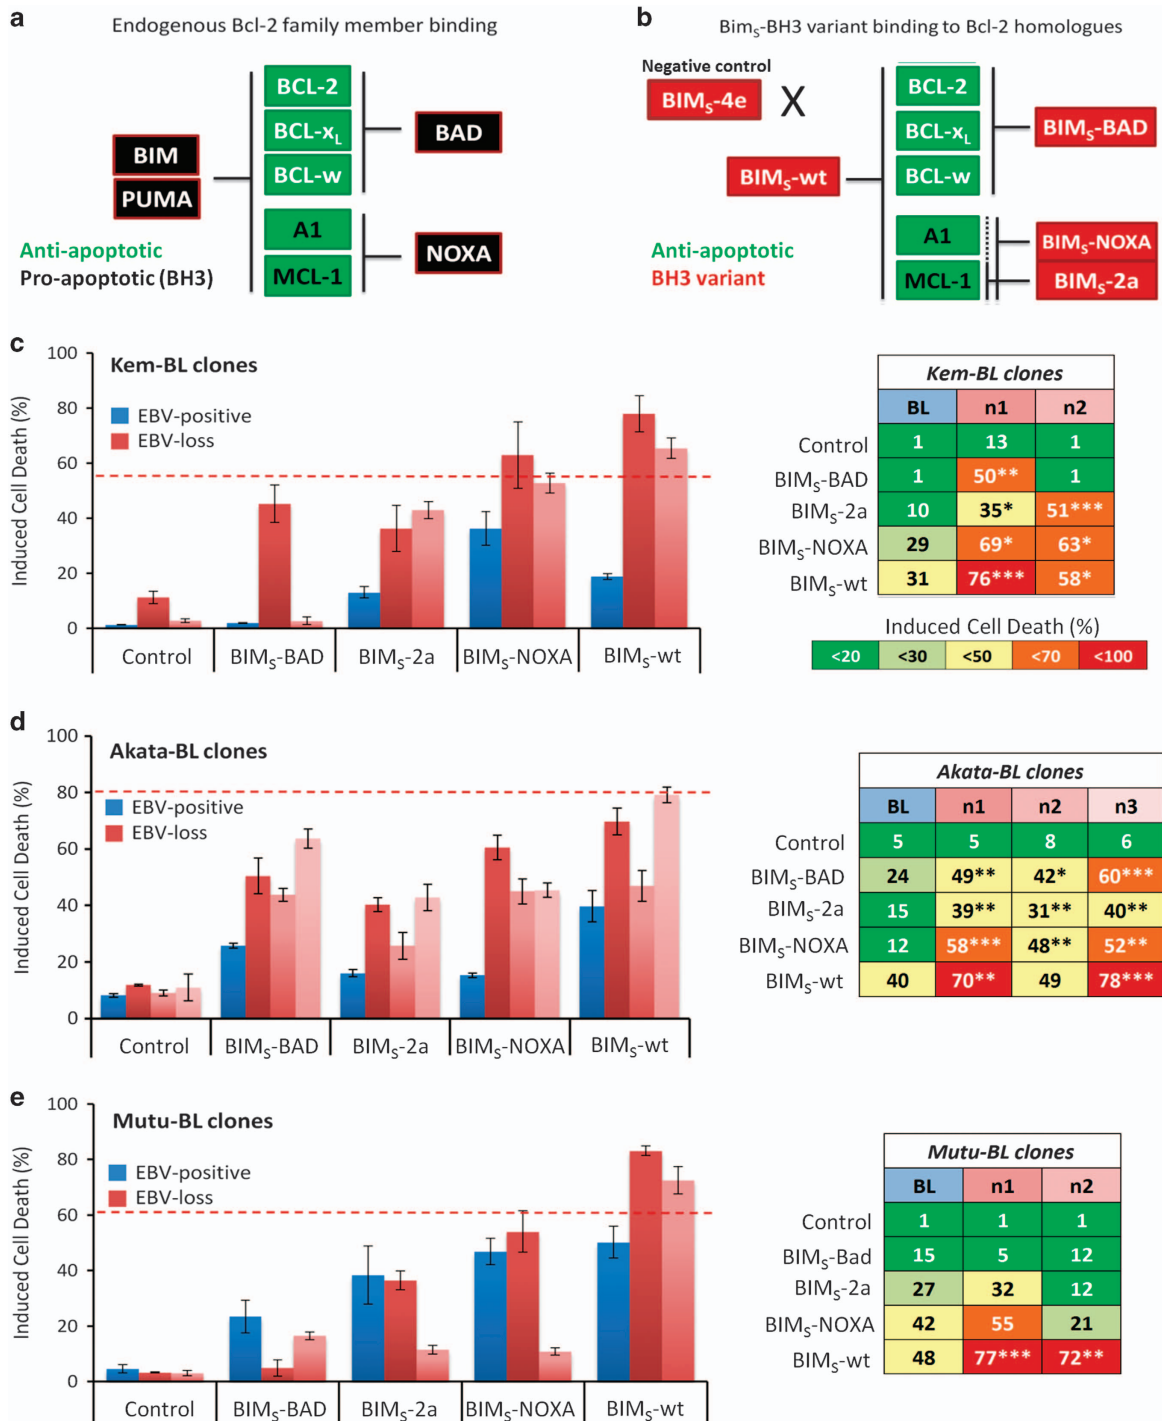 a
Endogenous Bcl-2 family member binding
BCL-2
BCL-xL
BCL-w
A1
MCL-1
BIM
PUMA
BAD
NOXA
Anti-apoptotic
Pro-apoptotic (BH3)
b
BimS-BH3 variant binding to Bcl-2 homologues
Negative control
BIMS-4e X
BIMS-wt
BCL-2
BCL-xL
BCL-w
A1
MCL-1
BIMS-BAD
BIMS-NOXA
BIMS-2a
Anti-apoptotic
BH3 variant
c
Kem-BL clones
EBV-positive
EBV-loss
Induced Cell Death (%)
100
80
60
40
20
0
Control BIMS-BAD BIMS-2a BIMS-NOXA BIMS-wt
Kem-BL clones
BL n1 n2
Control 1 13 1
BIMS-BAD 1 50** 1
BIMS-2a 10 35* 51***
BIMS-NOXA 29 69* 63*
BIMS-wt 31 76*** 58*
Induced Cell Death (%)
<20 <30 <50 <70 <100
d
Akata-BL clones
EBV-positive
EBV-loss
Induced Cell Death (%)
100
80
60
40
20
0
Control BIMS-BAD BIMS-2a BIMS-NOXA BIMS-wt
Akata-BL clones
BL n1 n2 n3
Control 5 5 8 6
BIMS-BAD 24 49** 42* 60***
BIMS-2a 15 39** 31** 40**
BIMS-NOXA 12 58*** 48** 52**
BIMS-wt 40 70** 49 78***
e
Mutu-BL clones
EBV-positive
EBV-loss
Induced Cell Death (%)
100
80
60
40
20
0
Control BIMS-BAD BIMS-2a BIMS-NOXA BIMS-wt
Mutu-BL clones
BL n1 n2
Control 1 1 1
BIMS-Bad 15 5 12
BIMS-2a 27 32 12
BIMS-NOXA 42 55 21
BIMS-wt 48 77*** 72**